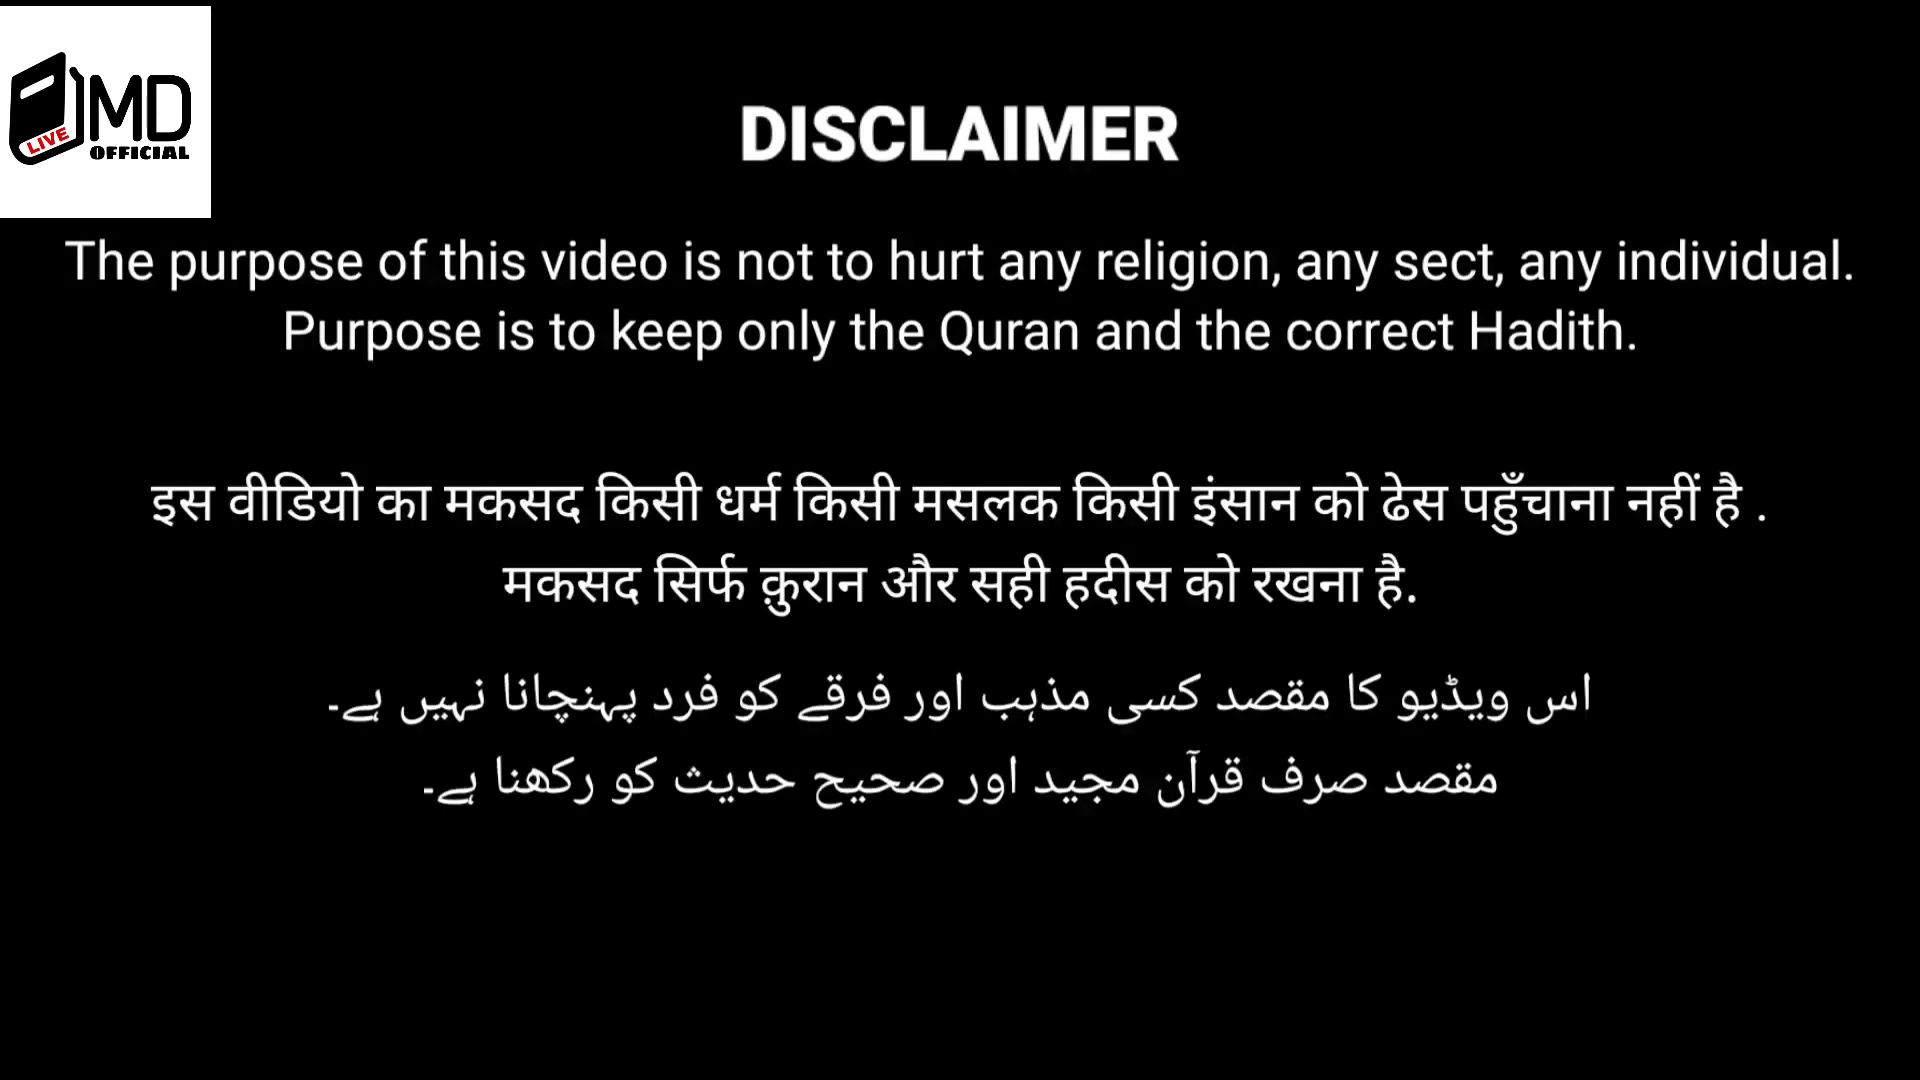 MD
LIVE
OFFICIAL
DISCLAIMER
The purpose of this video is not to hurt any religion, any sect, any individual.
Purpose is to keep only the Quran and the correct Hadith.
इस वीडियो का मकसद किसी धर्म किसी मसलक किसी इंसान को ढेस पहुँचाना नहीं है .
मकसद सिर्फ क़ुरान और सही हदीस को रखना है.
اس ویڈیو کا مقصد کسی مذہب اور فرقے کو فرد پہنچانا نہیں ہے۔
مقصد صرف قرآن مجید اور صحیح حدیث کو رکھنا ہے۔